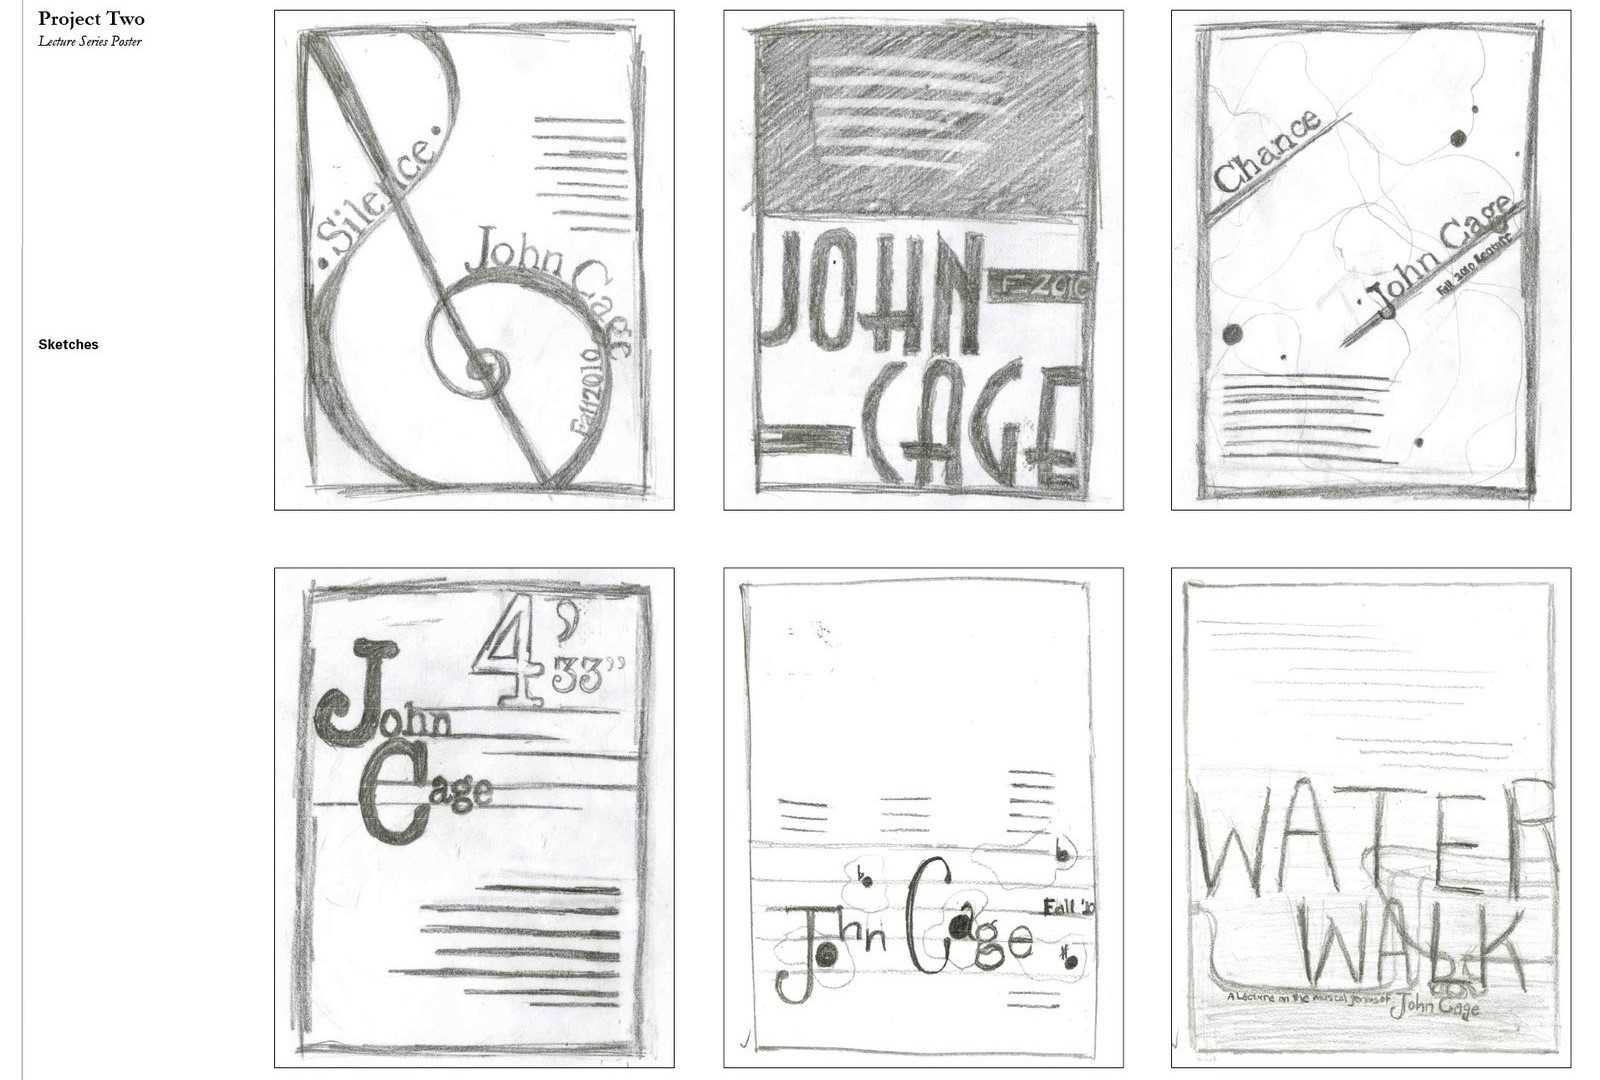 Project Two
Lecture Series Poster
Sketches
Silence
John Cage
Fall 2010
JOHN
F-2010
CAGE
Chance
John Cage
Fall 2010 Lecture
4'
33"
John
Cage
John Cage
Fall '10
WATER
WALK
A Lecture on the musical genius of John Cage